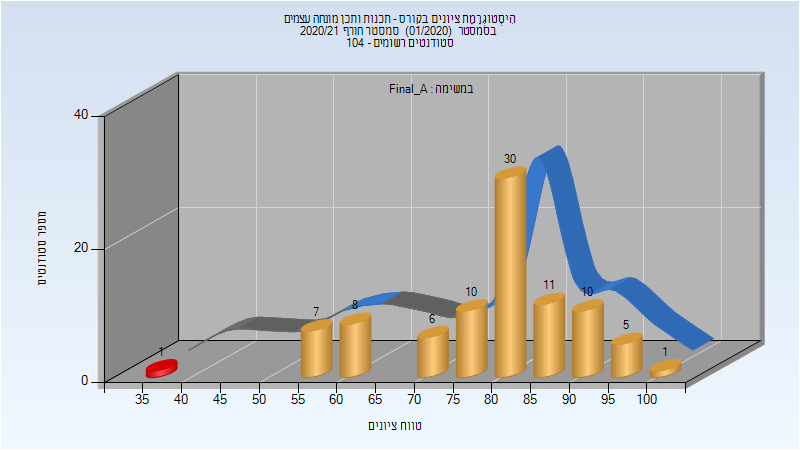 היסטוגרמת ציונים בקורס - תכנות ותכן מונחה עצמים
בסמסטר (01/2020) סמסטר חורף 2020/21
סטודנטים רשומים - 104
במשימה : Final_A
מספר סטודנטים
40
20
0
1
7
8
6
10
30
11
10
5
1
35 40 45 50 55 60 65 70 75 80 85 90 95 100
טווח ציונים